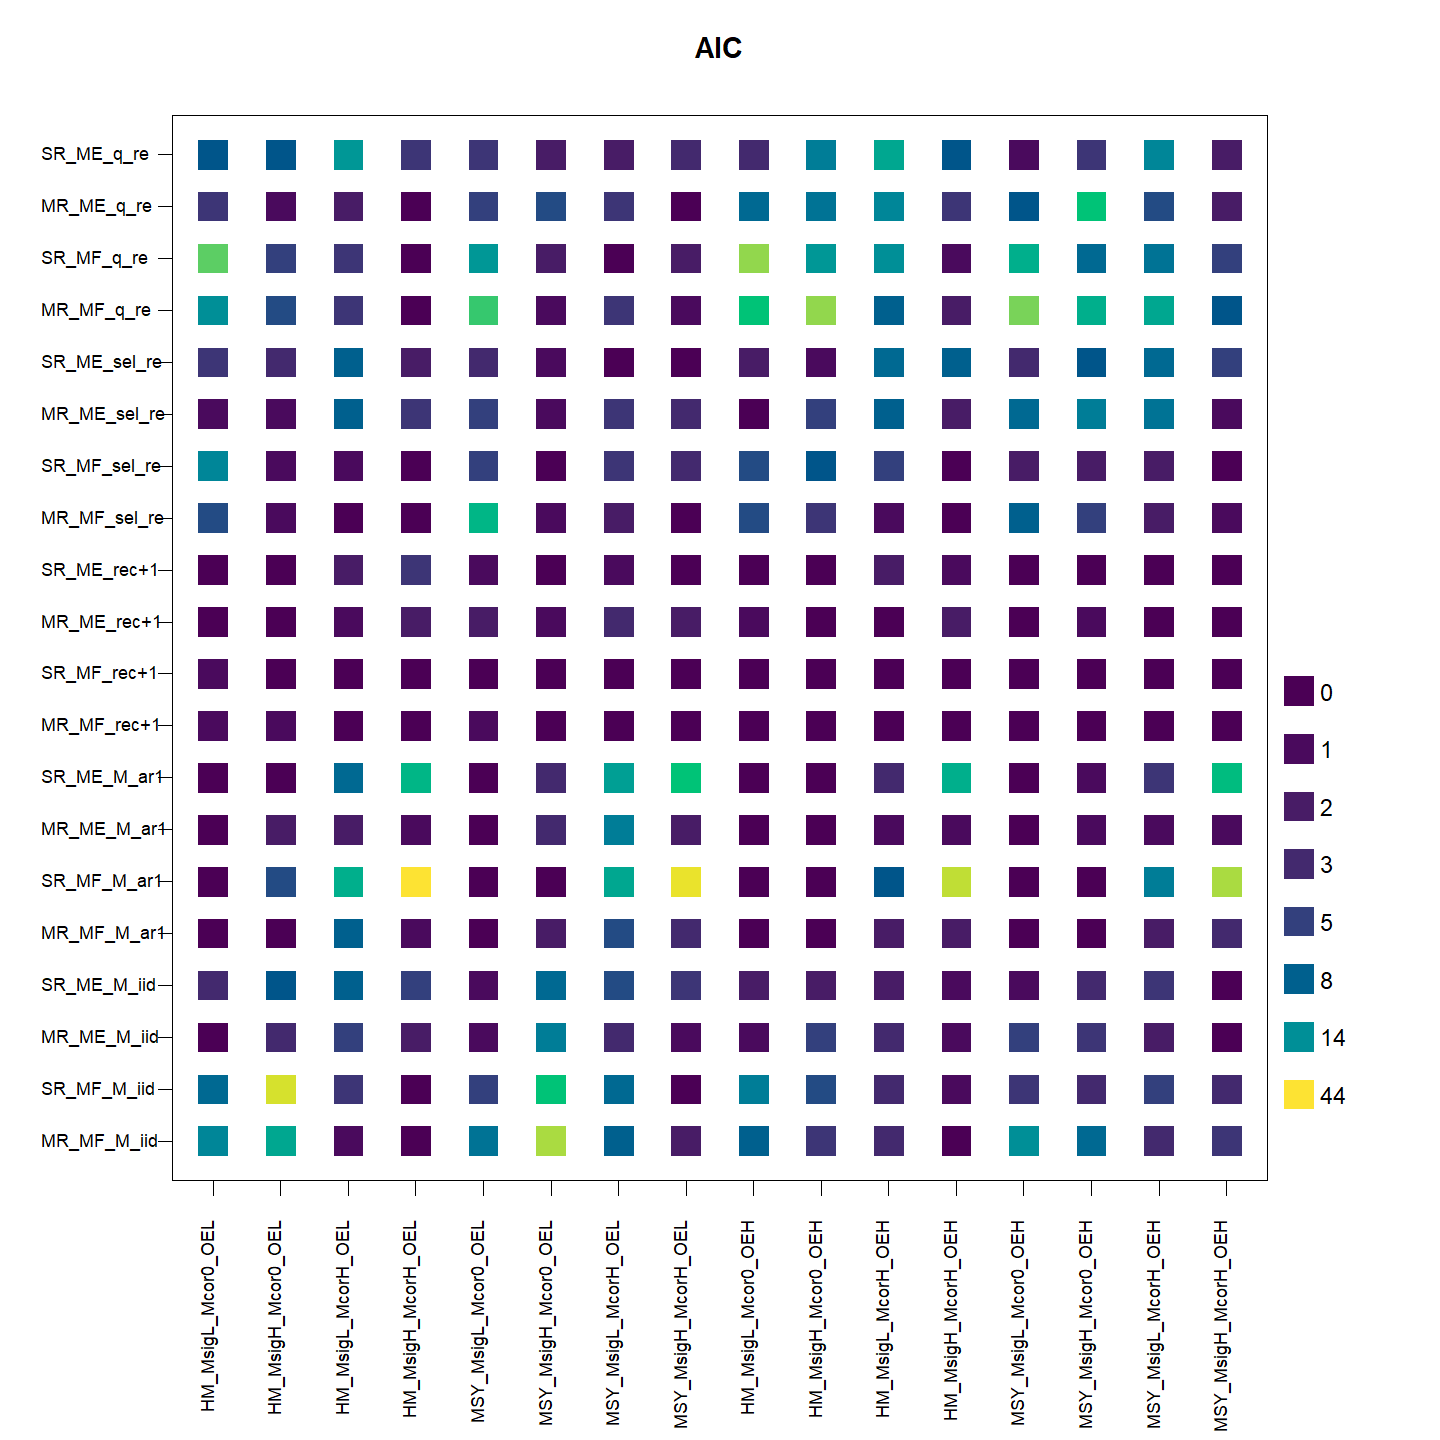 AIC
SR_ME_q_re
MR_ME_q_re
SR_MF_q_re
MR_MF_q_re
SR_ME_sel_re
MR_ME_sel_re
SR_MF_sel_re
MR_MF_sel_re
SR_ME_rec+1
MR_ME_rec+1
SR_MF_rec+1
MR_MF_rec+1
SR_ME_M_ar1
MR_ME_M_ar1
SR_MF_M_ar1
MR_MF_M_ar1
SR_ME_M_iid
MR_ME_M_iid
SR_MF_M_iid
MR_MF_M_iid
0
1
2
3
5
8
14
44
HM_MsigL_Mcor0_OEL
HM_MsigH_Mcor0_OEL
HM_MsigL_McorH_OEL
HM_MsigH_McorH_OEL
MSY_MsigL_Mcor0_OEL
MSY_MsigH_Mcor0_OEL
MSY_MsigL_McorH_OEL
MSY_MsigH_McorH_OEL
HM_MsigL_Mcor0_OEH
HM_MsigH_Mcor0_OEH
HM_MsigL_McorH_OEH
HM_MsigH_McorH_OEH
MSY_MsigL_Mcor0_OEH
MSY_MsigH_Mcor0_OEH
MSY_MsigL_McorH_OEH
MSY_MsigH_McorH_OEH